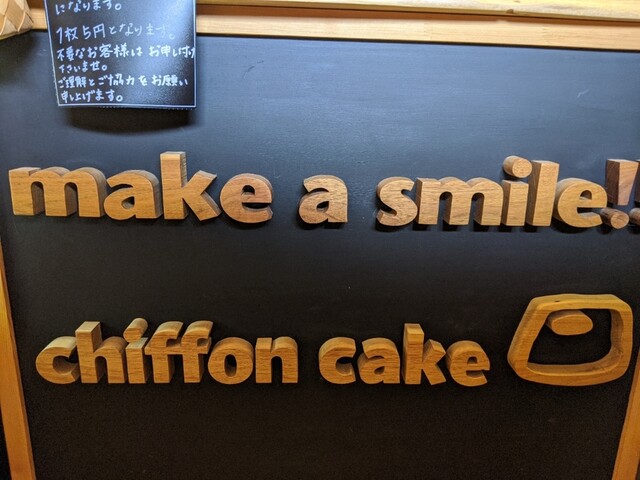 になります。
1枚5円となります。
不要なお客様はお申しつけ
下さいませ。
ご理解とご協力をお願い
申し上げます。
make a smile!!
chiffon cake